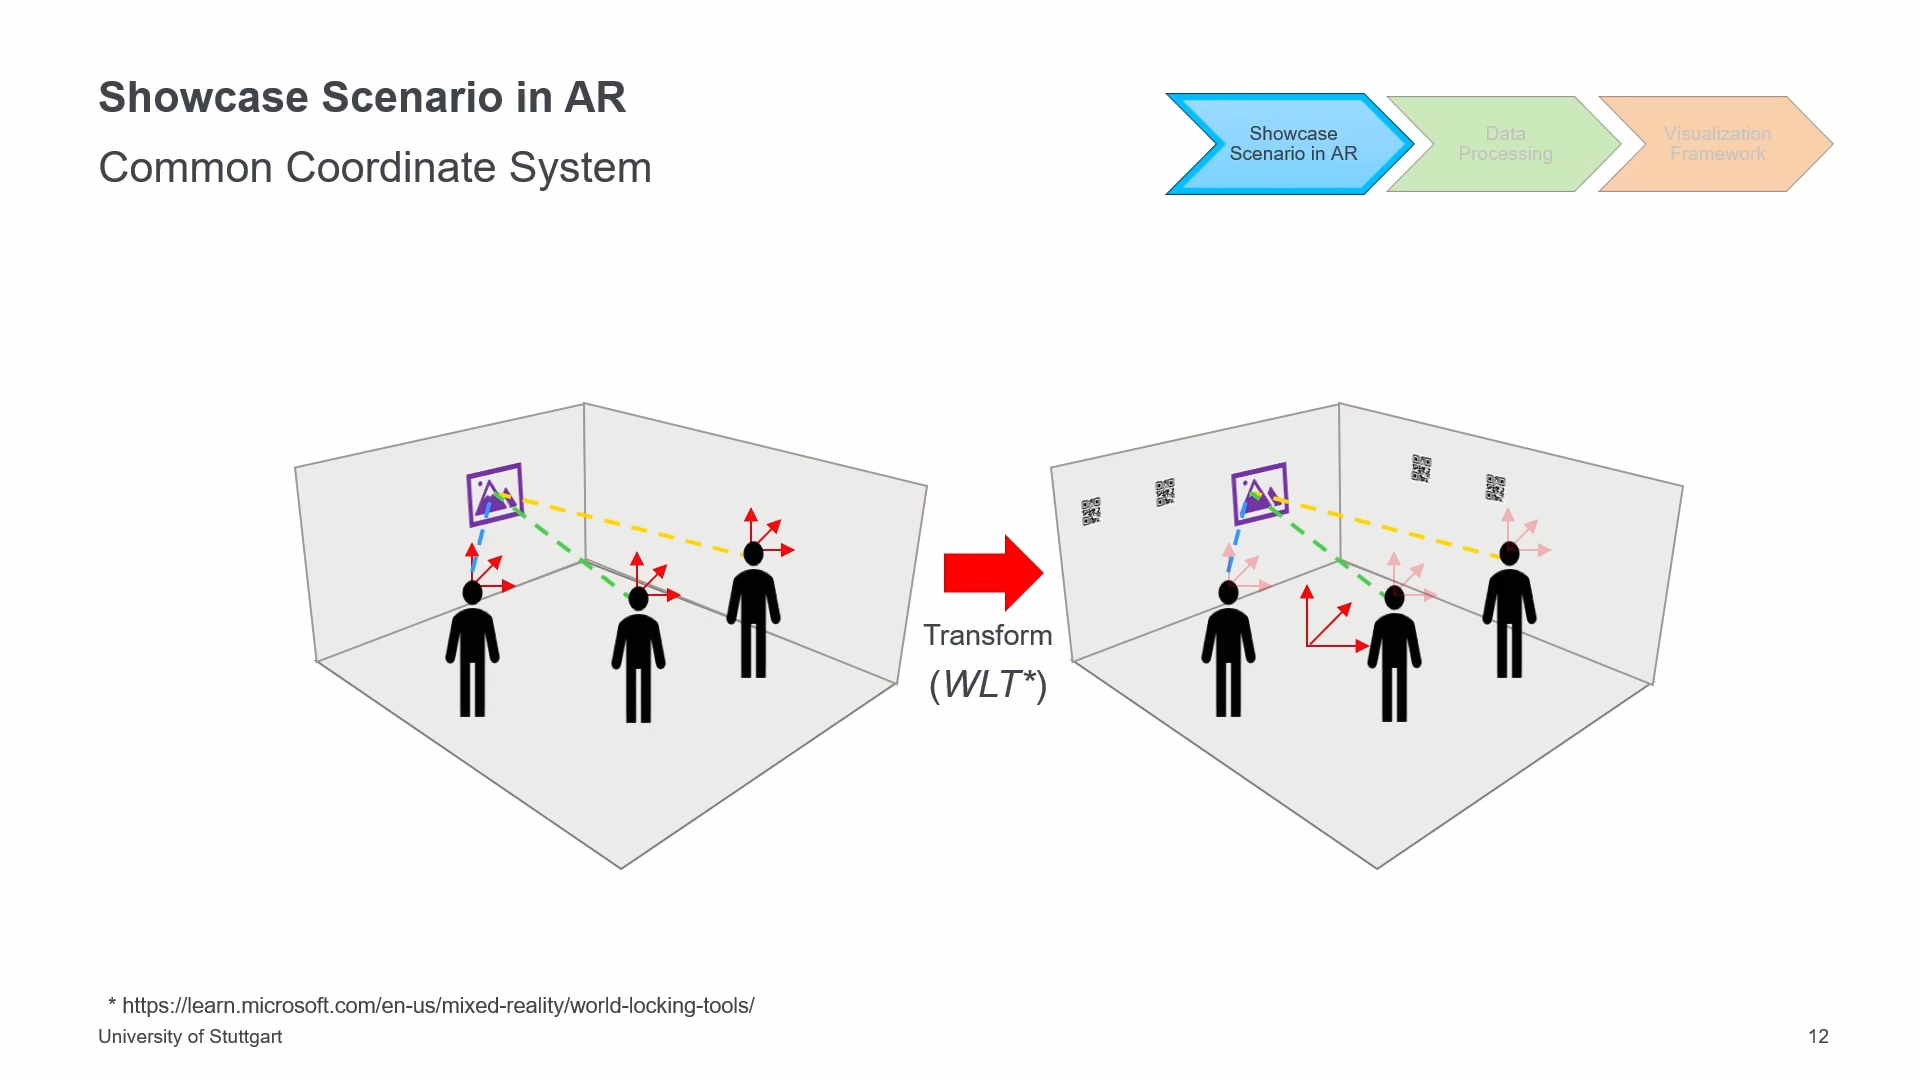 Showcase Scenario in AR
Common Coordinate System
Showcase
Scenario in AR
Data
Processing
Visualization
Framework
Transform
(WLT*)
* https://learn.microsoft.com/en-us/mixed-reality/world-locking-tools/
University of Stuttgart
12